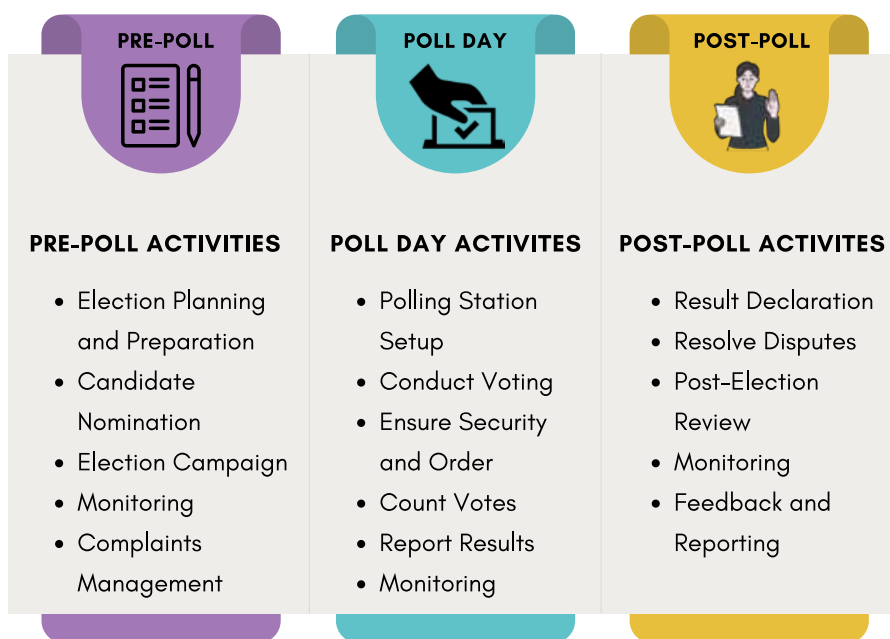 PRE-POLL
POLL DAY
POST-POLL
PRE-POLL ACTIVITIES
• Election Planning
and Preparation
• Candidate
Nomination
• Election Campaign
• Monitoring
• Complaints
Management
POLL DAY ACTIVITES
• Polling Station
Setup
• Conduct Voting
• Ensure Security
and Order
• Count Votes
• Report Results
• Monitoring
POST-POLL ACTIVITES
• Result Declaration
• Resolve Disputes
• Post-Election
Review
• Monitoring
• Feedback and
Reporting